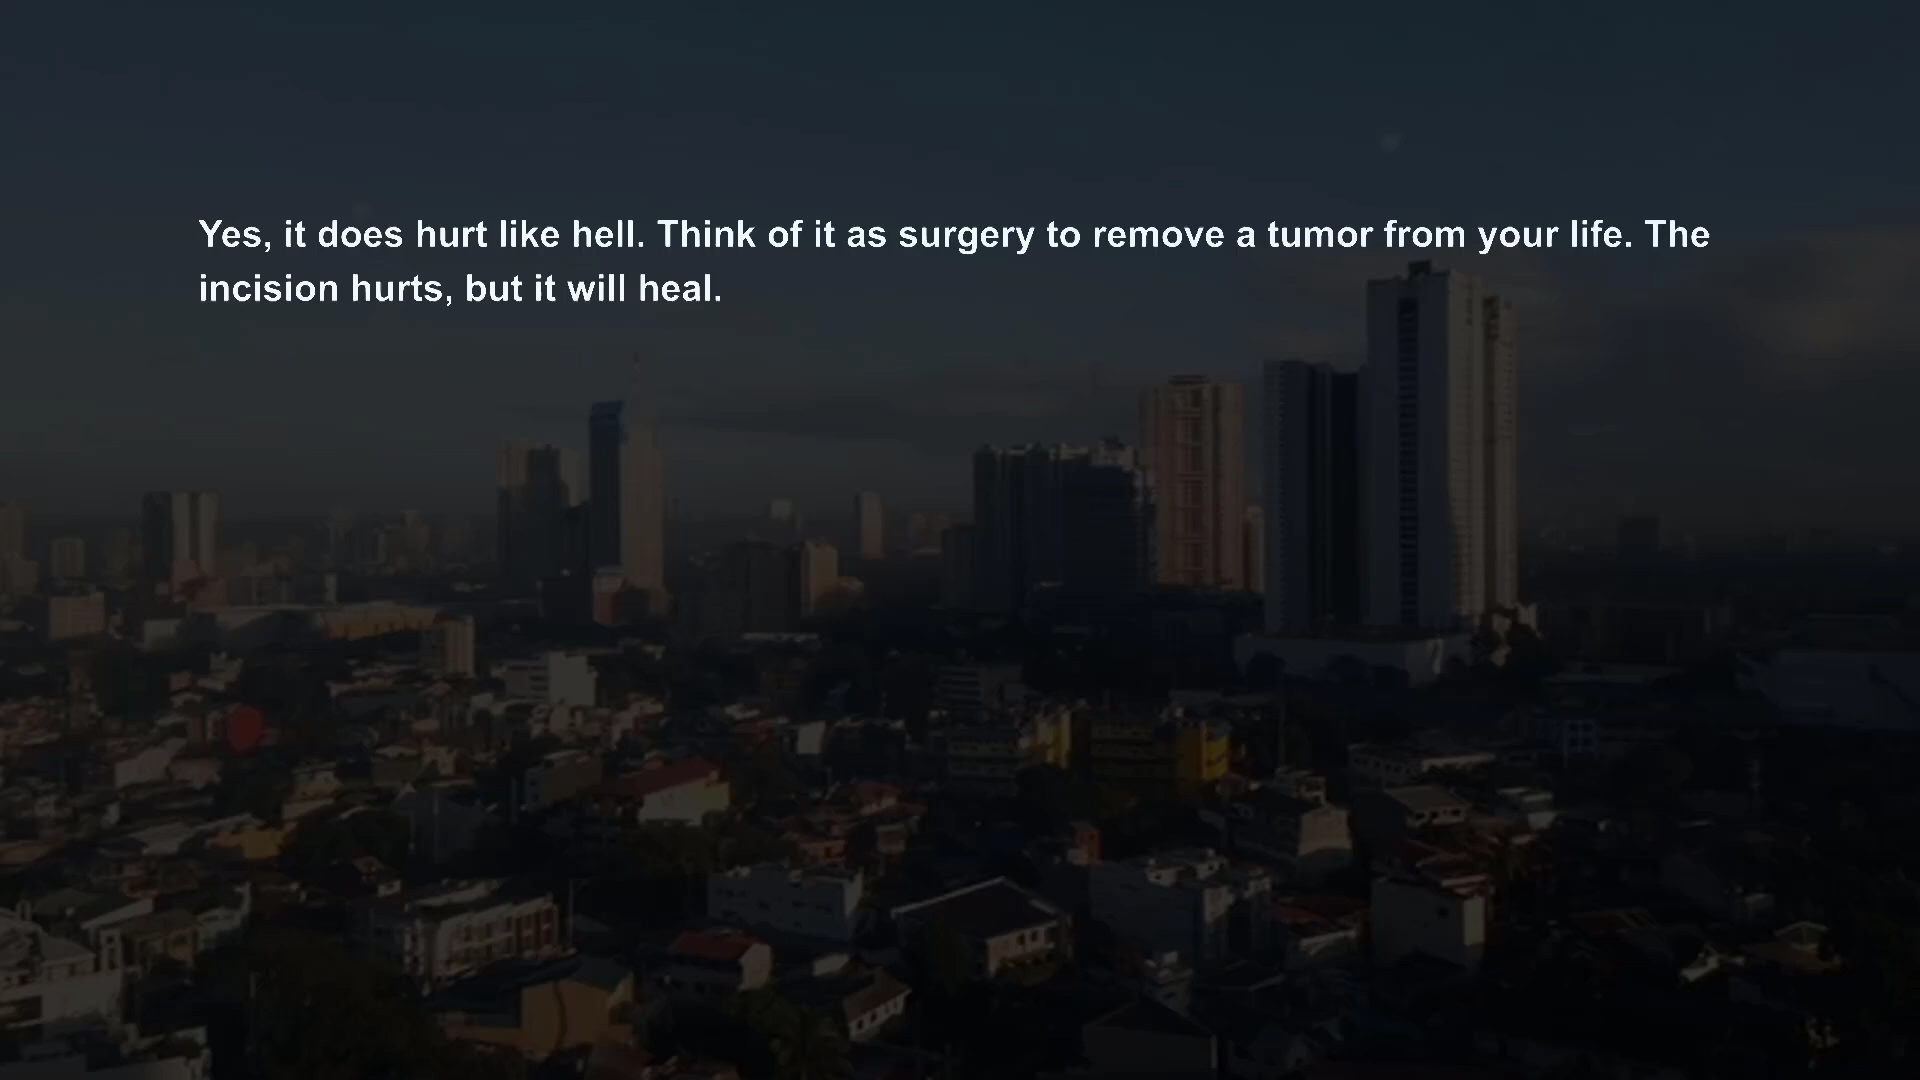 Yes, it does hurt like hell. Think of it as surgery to remove a tumor from your life. The
incision hurts, but it will heal.